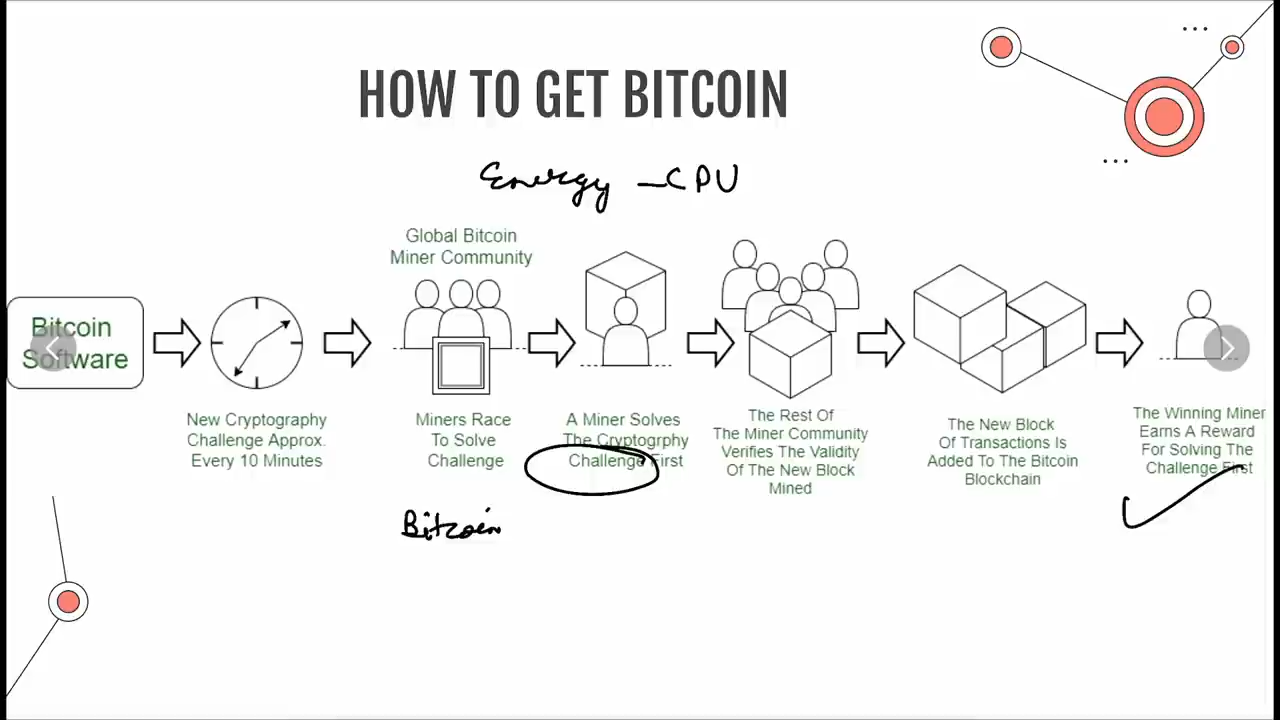 HOW TO GET BITCOIN
Energy - CPU
Global Bitcoin
Miner Community
Bitcoin
Software
New Cryptography
Challenge Approx.
Every 10 Minutes
Miners Race
To Solve
Challenge
A Miner Solves
The Cryptogrphy
Challenge First
The Rest Of
The Miner Community
Verifies The Validity
Of The New Block
Mined
The New Block
Of Transactions Is
Added To The Bitcoin
Blockchain
The Winning Miner
Earns A Reward
For Solving The
Challenge First
Bitcoin